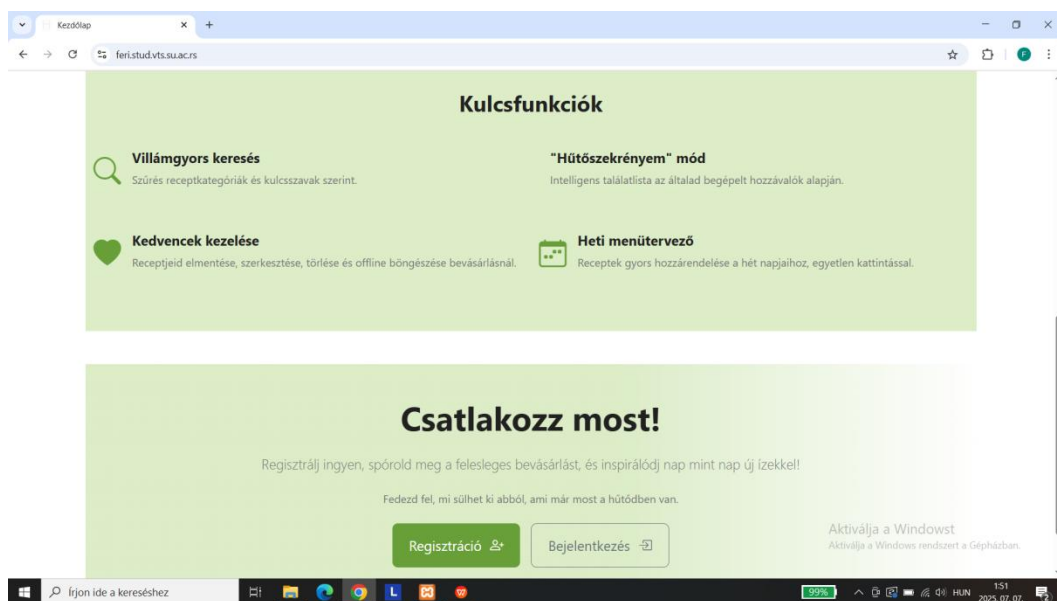 Kezdőlap
feri.stud.vts.su.ac.rs
F
Kulcsfunkciók
Villámgyors keresés
Szűrés receptkategóriák és kulcsszavak szerint.
"Hűtőszekrényem" mód
Intelligens találatlista az általad begépelt hozzávalók alapján.
Kedvencek kezelése
Receptjeid elmentése, szerkesztése, törlése és offline böngészése bevásárlásnál.
Heti menütervező
Receptek gyors hozzárendelése a hét napjaihoz, egyetlen kattintással.
Csatlakozz most!
Regisztrálj ingyen, spórold meg a felesleges bevásárlást, és inspirálódj nap mint nap új ízekkel!
Fedezd fel, mi sülhet ki abból, ami már most a hűtődben van.
Regisztráció
Bejelentkezés
Aktiválja a Windowst
Aktiválja a Windows rendszert a Gépházban.
Írjon ide a kereséshez
L
99%
HUN
1:51
2025. 07. 07.
2